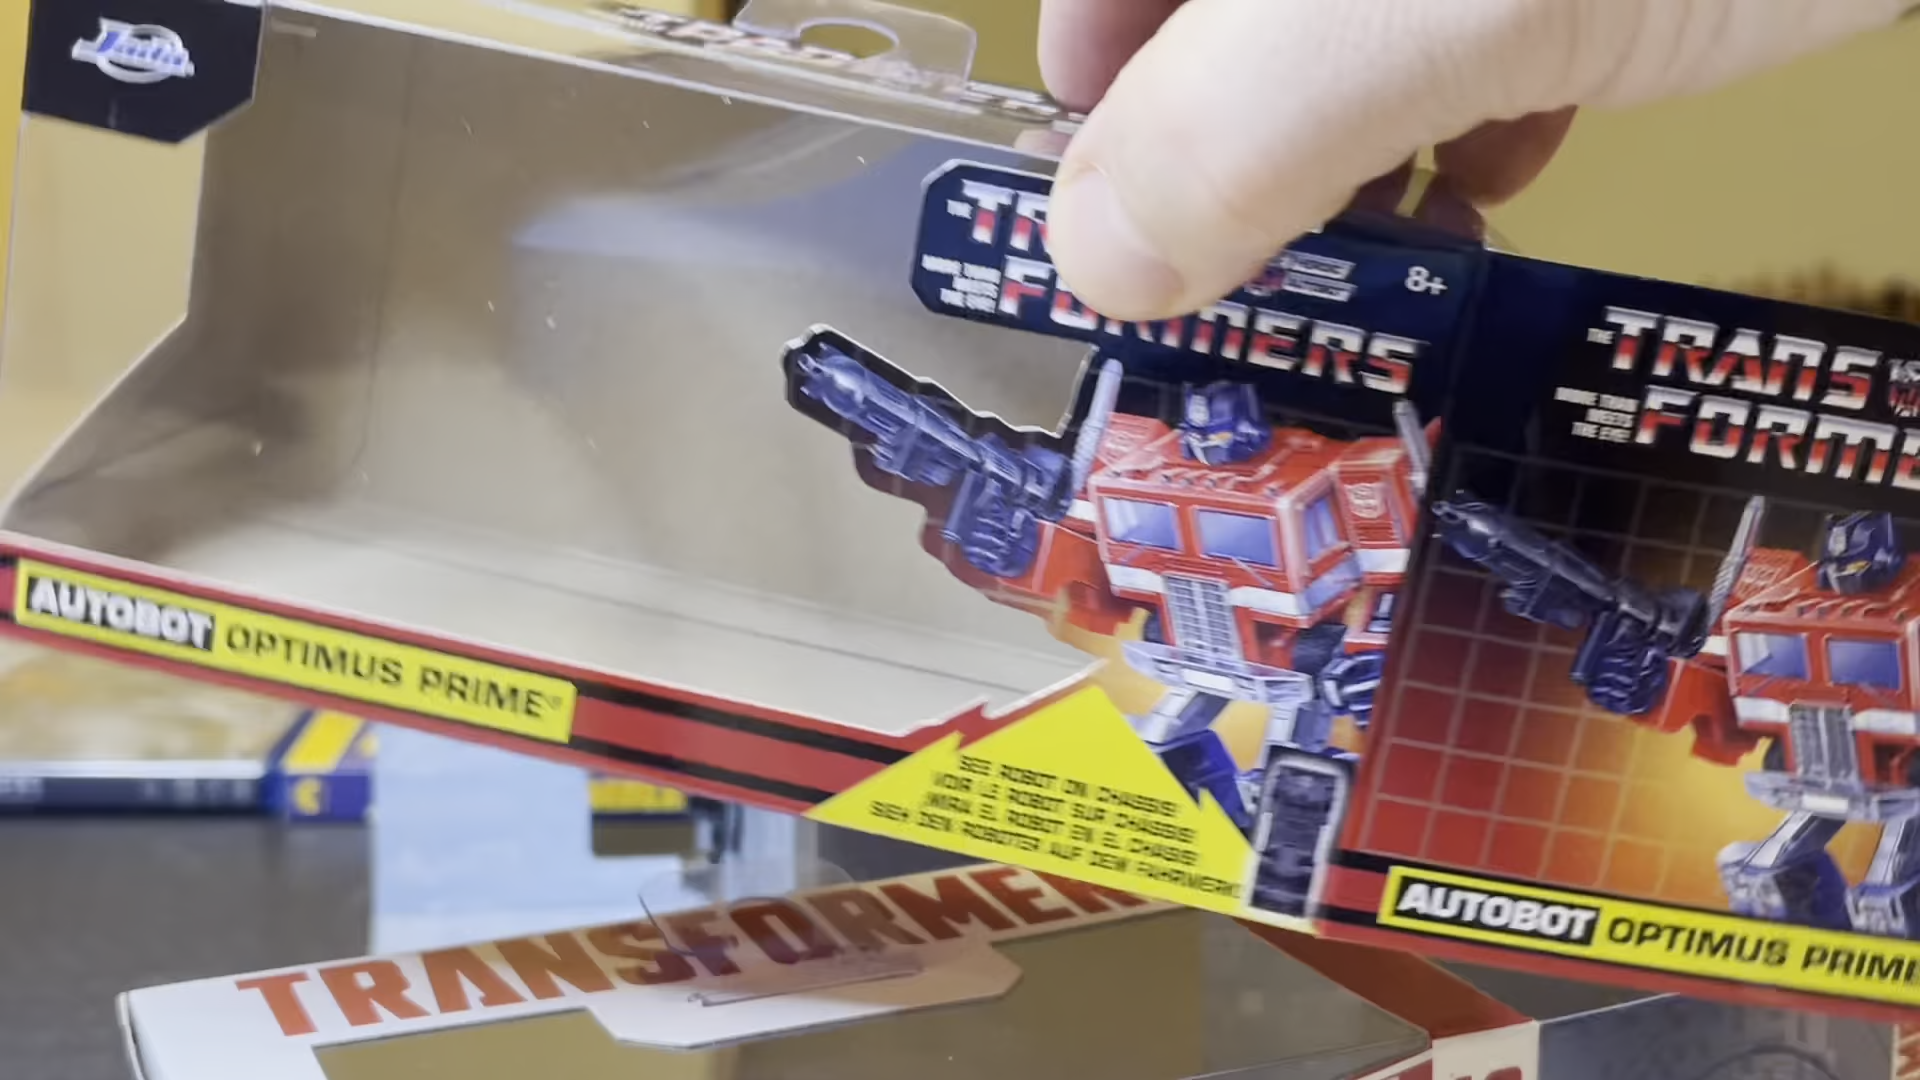 Jada
THE TRANS
MORE THAN
MEETS
THE EYE!
FORMERS
8+
THE TRANS
MORE THAN
MEETS
THE EYE!
FORME
AUTOBOT OPTIMUS PRIME®
SEE ROBOT ON CHASSIS!
VOIR LE ROBOT SUR CHASSIS!
¡MIRA EL ROBOT EN EL CHASIS!
SIEH DEN ROBOTER AUF DEM FAHRWERK!
AUTOBOT OPTIMUS PRIME
TRANSFORMER